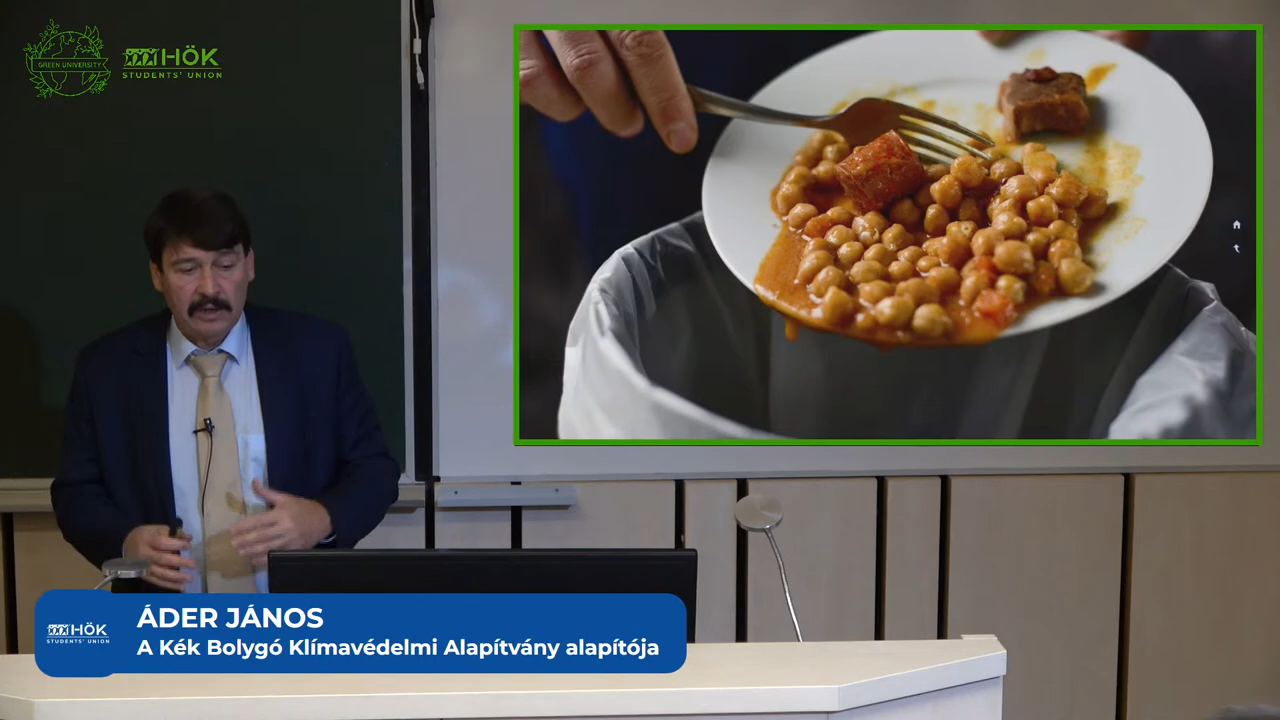 GREEN UNIVERSITY
HÖK
STUDENTS' UNION
HÖK
STUDENTS' UNION
ÁDER JÁNOS
A Kék Bolygó Klímavédelmi Alapítvány alapítója